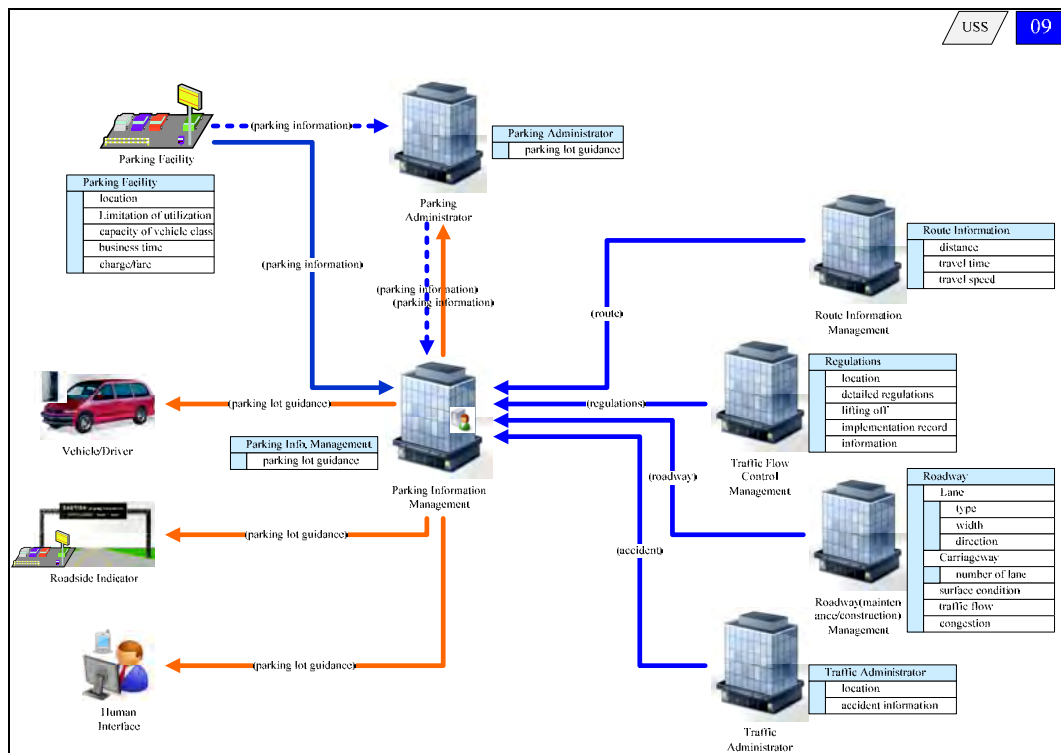 USS
09
(parking information)
Parking Facility
Parking Facility
location
Limitation of utilization
capacity of vehicle class
business time
charge/fare
Parking Administrator
parking lot guidance
Parking
Administrator
(parking information)
(parking information)
(parking information)
(route)
Route Information
distance
travel time
travel speed
Route Information
Management
Regulations
location
detailed regulations
lifting off
implementation record
information
(regulations)
Traffic Flow
Control
Management
(parking lot guidance)
Vehicle/Driver
Parking Info, Management
parking lot guidance
Parking Information
Management
(roadway)
Roadway
Lane
type
width
direction
Carriageway
number of lane
surface condition
traffic flow
congestion
Roadway(mainten
ance/construction)
Management
(parking lot guidance)
Roadside Indicator
(accident)
(parking lot guidance)
Human
Interface
Traffic Administrator
location
accident information
Traffic
Administrator